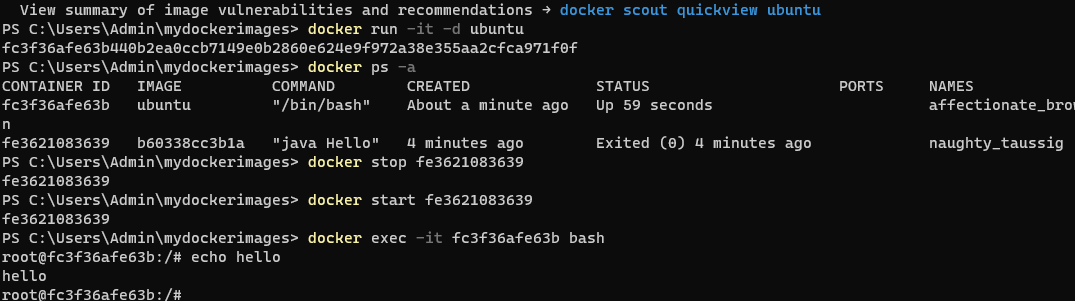 View summary of image vulnerabilities and recommendations → docker scout quickview ubuntu
PS C:\Users\Admin\mydockerimages> docker run -it -d ubuntu
fc3f36afe63b440b2ea0ccb7149e0b2860e624e9f972a38e355aa2cfca971f0f
PS C:\Users\Admin\mydockerimages> docker ps -a
CONTAINER ID   IMAGE          COMMAND        CREATED              STATUS                     PORTS     NAMES
fc3f36afe63b   ubuntu         "/bin/bash"    About a minute ago   Up 59 seconds                        affectionate_brow
n
fe3621083639   b60338cc3b1a   "java Hello"   4 minutes ago        Exited (0) 4 minutes ago             naughty_taussig
PS C:\Users\Admin\mydockerimages> docker stop fe3621083639
fe3621083639
PS C:\Users\Admin\mydockerimages> docker start fe3621083639
fe3621083639
PS C:\Users\Admin\mydockerimages> docker exec -it fc3f36afe63b bash
root@fc3f36afe63b:/# echo hello
hello
root@fc3f36afe63b:/#